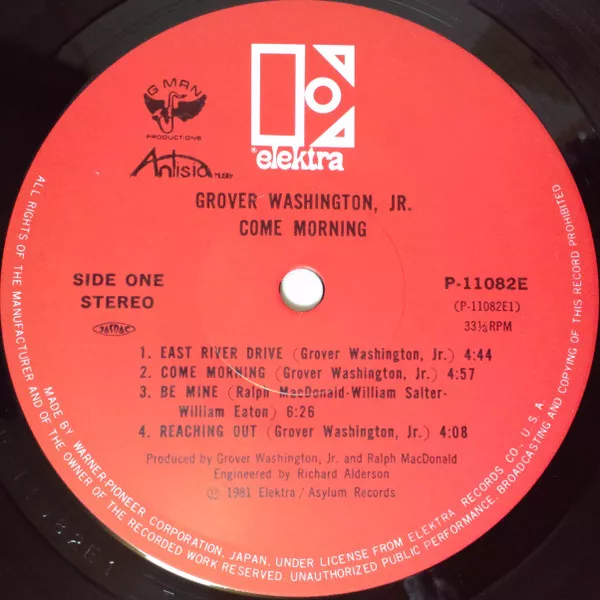 G MAN
PRODUCTIONS
Antisia MUSIC
elektra
GROVER WASHINGTON, JR.
COME MORNING
SIDE ONE
STEREO
JASRAC
P-11082E
(P-11082E1)
33⅓RPM
1. EAST RIVER DRIVE (Grover Washington, Jr.) 4:44
2. COME MORNING (Grover Washington, Jr.) 4:57
3. BE MINE (Ralph MacDonald-William Salter-
William Eaton) 6:26
4. REACHING OUT (Grover Washington, Jr.) 4:08
Produced by Grover Washington, Jr. and Ralph MacDonald
Engineered by Richard Alderson
Ⓟ 1981 Elektra/Asylum Records
MADE BY WARNER-PIONEER CORPORATION, JAPAN, UNDER LICENSE FROM ELEKTRA RECORDS CO., U.S.A.
ALL RIGHTS OF THE MANUFACTURER AND OF THE OWNER OF THE RECORDED WORK RESERVED. UNAUTHORIZED PUBLIC PERFORMANCE, BROADCASTING AND COPYING OF THIS RECORD PROHIBITED